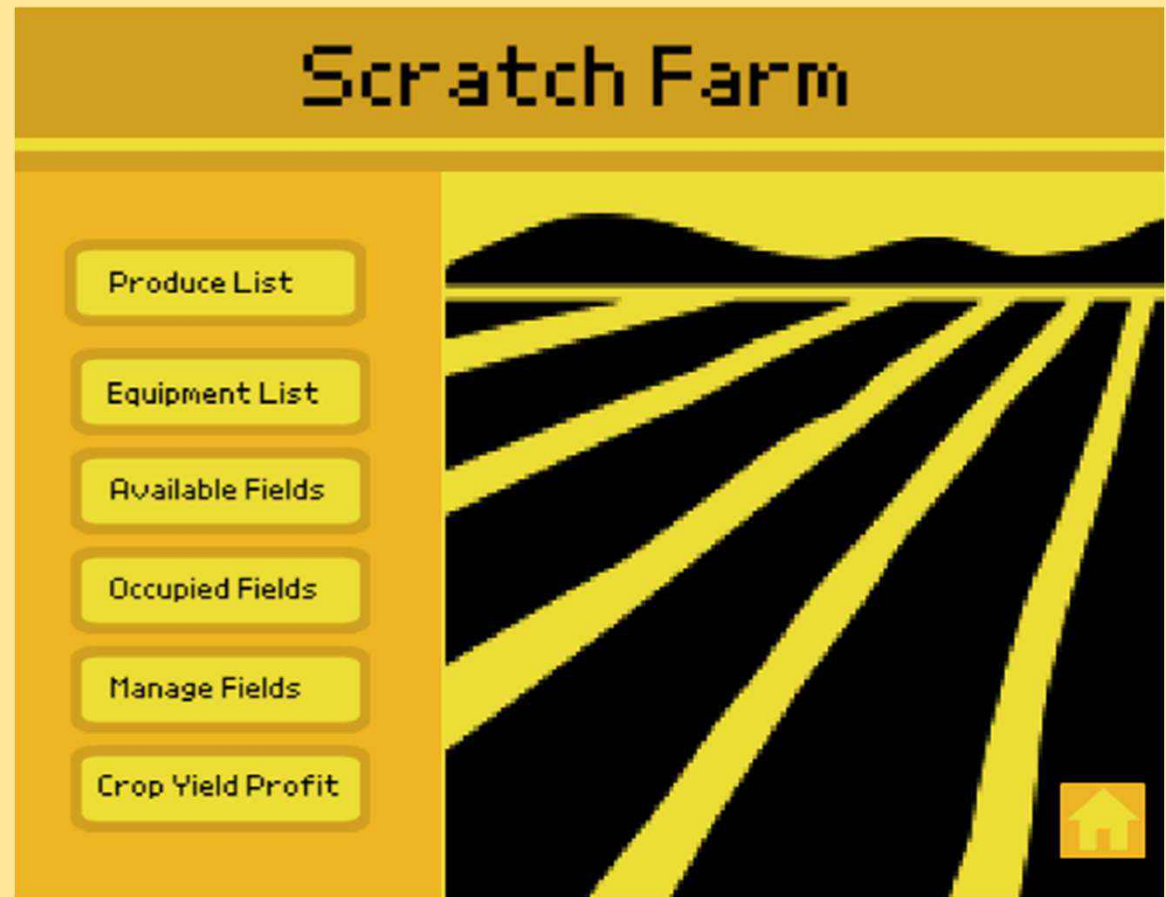 Scratch Farm
Produce List
Equipment List
Available Fields
Occupied Fields
Manage Fields
Crop Yield Profit